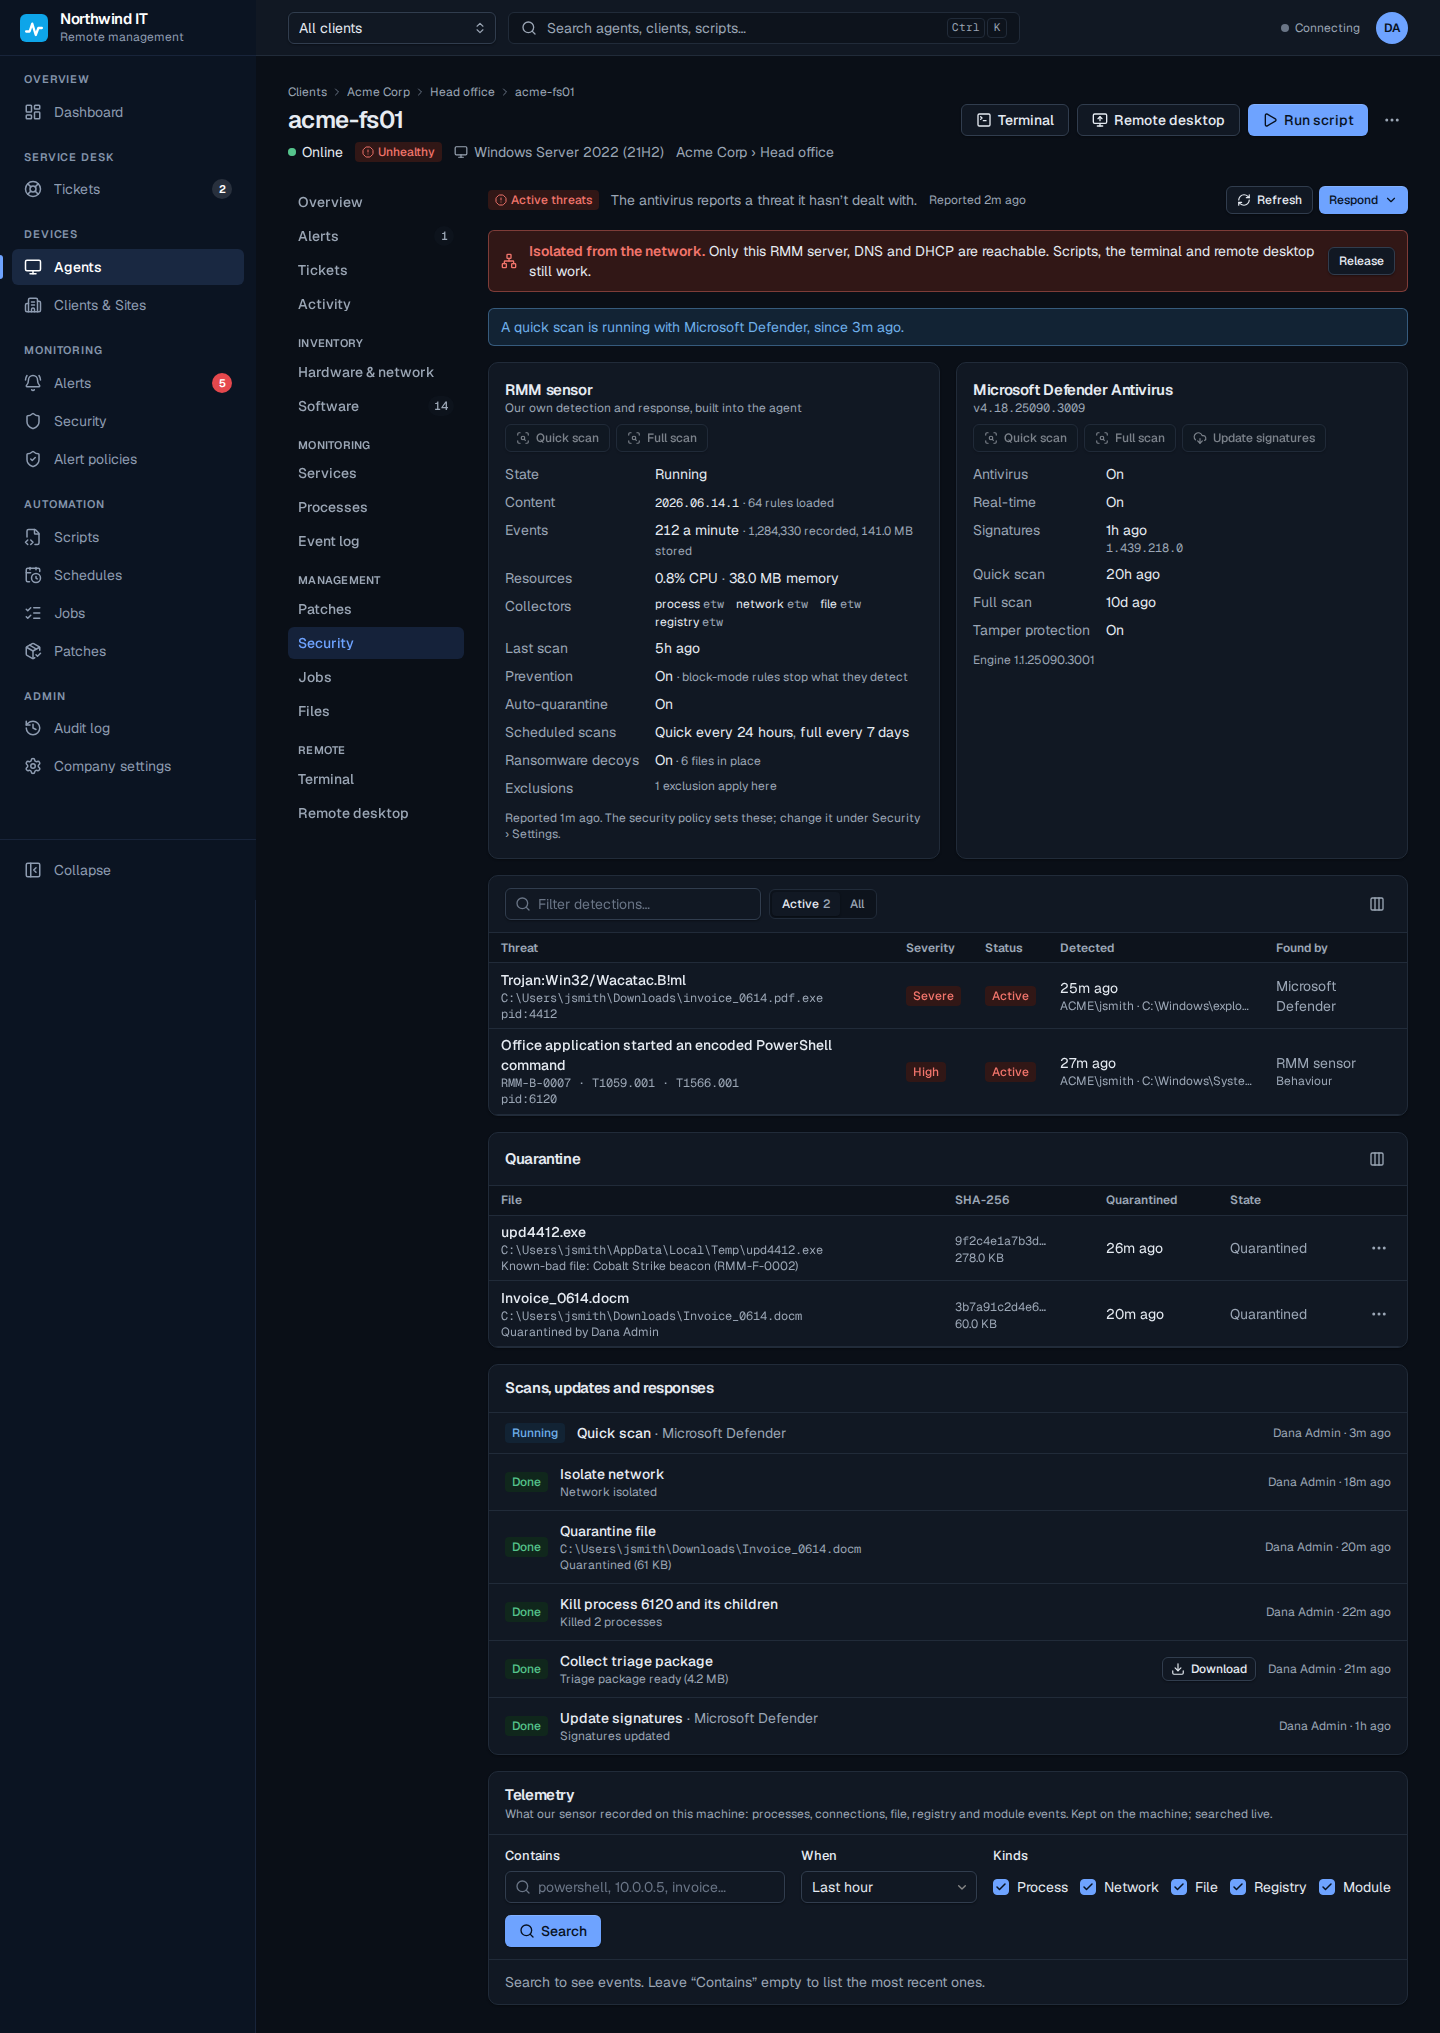 Northwind IT
Remote management
All clients
Search agents, clients, scripts...
Ctrl K
Connecting
DA
OVERVIEW
Dashboard
SERVICE DESK
Tickets
2
DEVICES
Agents
Clients & Sites
MONITORING
Alerts
5
Security
Alert policies
AUTOMATION
Scripts
Schedules
Jobs
Patches
ADMIN
Audit log
Company settings
Collapse
Clients > Acme Corp > Head office > acme-fs01
acme-fs01
Terminal
Remote desktop
Run script
Online
Unhealthy
Windows Server 2022 (21H2)
Acme Corp › Head office
Overview
Alerts
1
Tickets
Activity
INVENTORY
Hardware & network
Software
14
MONITORING
Services
Processes
Event log
MANAGEMENT
Patches
Security
Jobs
Files
REMOTE
Terminal
Remote desktop
Active threats
The antivirus reports a threat it hasn't dealt with.
Reported 2m ago
Refresh
Respond
Isolated from the network. Only this RMM server, DNS and DHCP are reachable. Scripts, the terminal and remote desktop
still work.
Release
A quick scan is running with Microsoft Defender, since 3m ago.
RMM sensor
Our own detection and response, built into the agent
Quick scan
Full scan
State
Running
Content
2026.06.14.1 · 64 rules loaded
Events
212 a minute · 1,284,330 recorded, 141.0 MB
stored
Resources
0.8% CPU · 38.0 MB memory
Collectors
process etw network etw file etw
registry etw
Last scan
5h ago
Prevention
On · block-mode rules stop what they detect
Auto-quarantine
On
Scheduled scans
Quick every 24 hours, full every 7 days
Ransomware decoys
On · 6 files in place
Exclusions
1 exclusion apply here
Reported 1m ago. The security policy sets these; change it under Security
› Settings.
Microsoft Defender Antivirus
v4.18.25090.3009
Quick scan
Full scan
Update signatures
Antivirus
On
Real-time
On
Signatures
1h ago
1.439.218.0
Quick scan
20h ago
Full scan
10d ago
Tamper protection
On
Engine 1.1.25090.3001
Filter detections...
Active 2
All
Threat
Severity
Status
Detected
Found by
Trojan:Win32/Wacatac.B!ml
C:\Users\jsmith\Downloads\invoice_0614.pdf.exe
pid:4412
Severe
Active
25m ago
ACME\jsmith · C:\Windows\explo...
Microsoft
Defender
Office application started an encoded PowerShell
command
RMM-B-0007 · T1059.001 · T1566.001
pid:6120
High
Active
27m ago
ACME\jsmith · C:\Windows\Syste...
RMM sensor
Behaviour
Quarantine
File
SHA-256
Quarantined
State
upd4412.exe
C:\Users\jsmith\AppData\Local\Temp\upd4412.exe
Known-bad file: Cobalt Strike beacon (RMM-F-0002)
9f2c4e1a7b3d...
278.0 KB
26m ago
Quarantined
Invoice_0614.docm
C:\Users\jsmith\Downloads\Invoice_0614.docm
Quarantined by Dana Admin
3b7a91c2d4e6...
60.0 KB
20m ago
Quarantined
Scans, updates and responses
Running
Quick scan · Microsoft Defender
Dana Admin · 3m ago
Done
Isolate network
Network isolated
Dana Admin · 18m ago
Done
Quarantine file
C:\Users\jsmith\Downloads\Invoice_0614.docm
Quarantined (61 KB)
Dana Admin · 20m ago
Done
Kill process 6120 and its children
Killed 2 processes
Dana Admin · 22m ago
Done
Collect triage package
Triage package ready (4.2 MB)
Download
Dana Admin · 21m ago
Done
Update signatures · Microsoft Defender
Signatures updated
Dana Admin · 1h ago
Telemetry
What our sensor recorded on this machine: processes, connections, file, registry and module events. Kept on the machine; searched live.
Contains
When
Kinds
powershell, 10.0.0.5, invoice...
Last hour
Process
Network
File
Registry
Module
Search
Search to see events. Leave “Contains” empty to list the most recent ones.